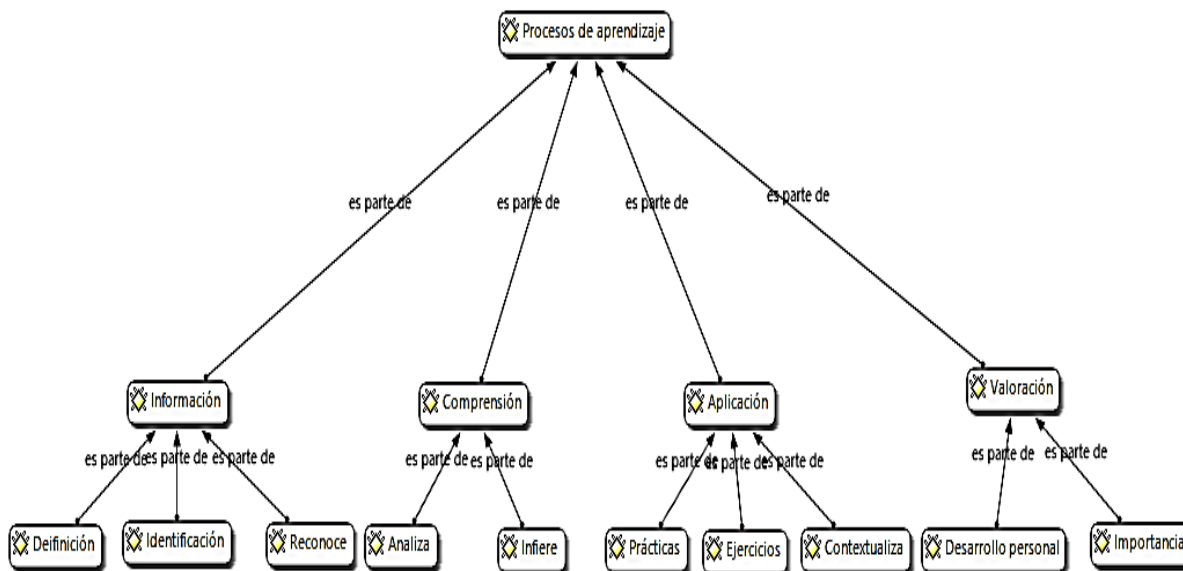 Procesos de aprendizaje
es parte de
es parte de
es parte de
es parte de
Información
Comprensión
Aplicación
Valoración
es parte de
es parte de
es parte de
es parte de
es parte de
es parte de
es parte de
es parte de
es parte de
es parte de
Deifinición
Identificación
Reconoce
Analiza
Infiere
Prácticas
Ejercicios
Contextualiza
Desarrollo personal
Importancia